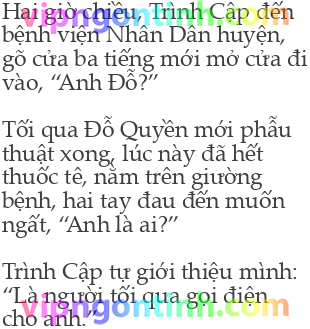 Hai giờ chiều, Trình Cập đến
bệnh viện Nhân Dân huyện,
gõ cửa ba tiếng mới mở cửa đi
vào, “Anh Đỗ?”
Tối qua Đỗ Quyền mới phẫu
thuật xong, lúc này đã hết
thuốc tê, nằm trên giường
bệnh, hai tay đau đến muốn
ngất, “Anh là ai?”
Trình Cập tự giới thiệu mình:
“Là người tối qua gọi điện
cho anh.”
vipngontinh.com
vipngontinh.com
vipngontinh.com